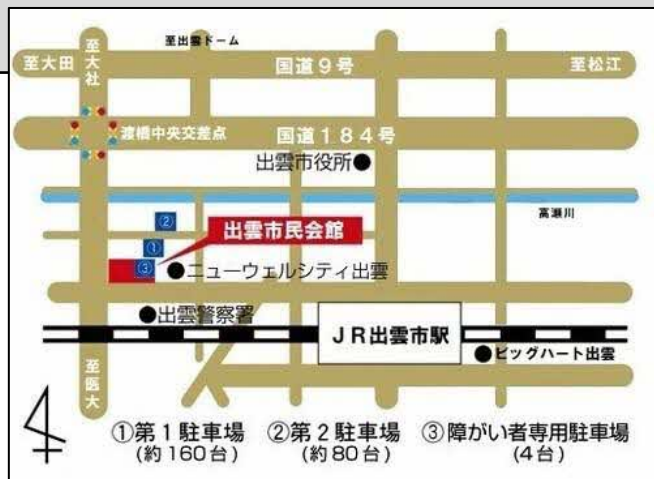 至出雲ドーム
至大社
至大田
国道9号
至松江
渡橋中央交差点
国道184号
出雲市役所
高瀬川
②
出雲市民会館
①
③
ニューウェルシティ出雲
出雲警察署
JR出雲市駅
ビッグハート出雲
至医大
①第1駐車場
(約160台)
②第2駐車場
(約80台)
③障がい者専用駐車場
(4台)